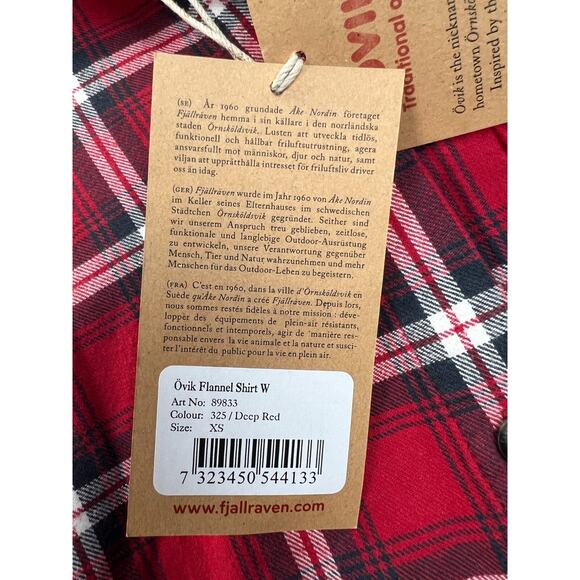 ÖVIK
Traditional o
Övik is the nicknam
hometown Örnskö
Inspired by the
(SE) År 1960 grundade Åke Nordin företaget
Fjällräven hemma i sin källare i den norrländska
staden Örnsköldsvik. Lusten att utveckla tidlös,
funktionell och hållbar friluftsutrustning, agera
ansvarsfullt mot människor, djur och natur, samt
viljan att upprätthålla intresset för friluftsliv driver
oss än idag.
(GER) Fjällräven wurde im Jahr 1960 von Åke Nordin
im Keller seines Elternhauses im schwedischen
Städtchen Örnsköldsvik gegründet. Seither sind
wir unserem Anspruch treu geblieben, zeitlose,
funktionale und langlebige Outdoor-Ausrüstung
zu entwickeln, unsere Verantwortung gegenüber
Mensch, Tier und Natur wahrzunehmen und mehr
Menschen für das Outdoor-Leben zu begeistern.
(FRA) C'est en 1960, dans la ville d'Örnsköldsvik en
Suède qu'Åke Nordin a créé Fjällräven. Depuis lors,
nous sommes restés fidèles à notre mission : déve-
lopper des équipements de plein-air résistants,
fonctionnels et intemporels, agir de 'manière res-
ponsable envers la vie animale et la nature et susci-
ter l'intérêt du public pour la vie en plein air.
Övik Flannel Shirt W
Art No: 89833
Colour: 325 / Deep Red
Size: XS
7 323450 544133
www.fjallraven.com